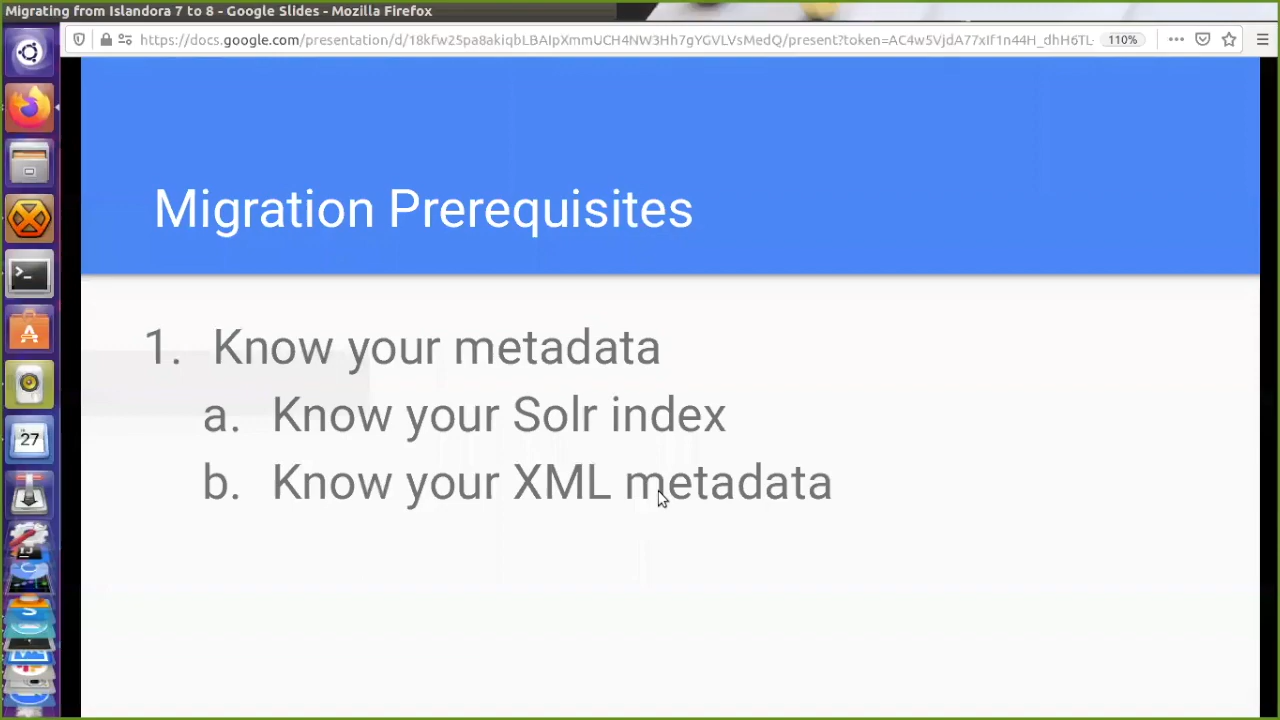 Migrating from Islandora 7 to 8 - Google Slides - Mozilla Firefox
https://docs.google.com/presentation/d/18kfw25pa8akiqbLBAIpXmmUCH4NW3Hh7gYGVLVsMedQ/present?token=AC4w5VjdA77xIf1n44H_dhH6TL-
110%
Migration Prerequisites
1. Know your metadata
a. Know your Solr index
b. Know your XML metadata
27